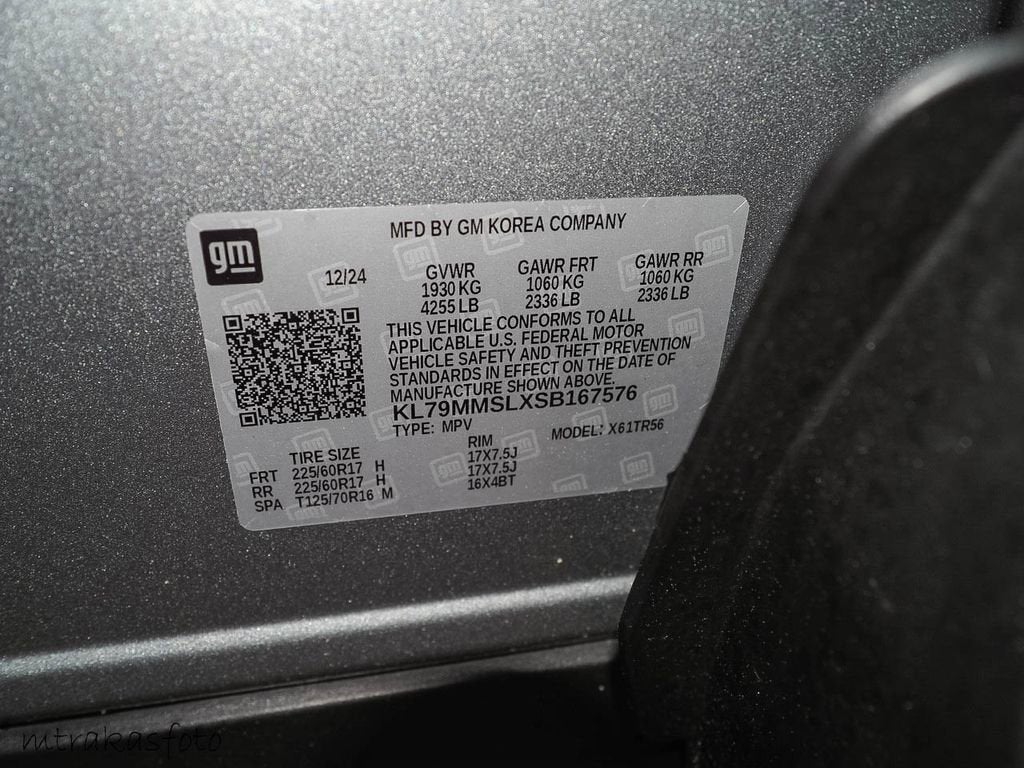 gm
MFD BY GM KOREA COMPANY
12/24
GVWR
1930 KG
4255 LB
GAWR FRT
1060 KG
2336 LB
GAWR RR
1060 KG
2336 LB
THIS VEHICLE CONFORMS TO ALL
APPLICABLE U.S. FEDERAL MOTOR
VEHICLE SAFETY AND THEFT PREVENTION
STANDARDS IN EFFECT ON THE DATE OF
MANUFACTURE SHOWN ABOVE.
KL79MMSLXSB167576
TYPE: MPV
MODEL: X61TR56
TIRE SIZE RIM
FRT 225/60R17 H 17X7.5J
RR 225/60R17 H 17X7.5J
SPA T125/70R16 M 16X4BT
mtrakasfoto